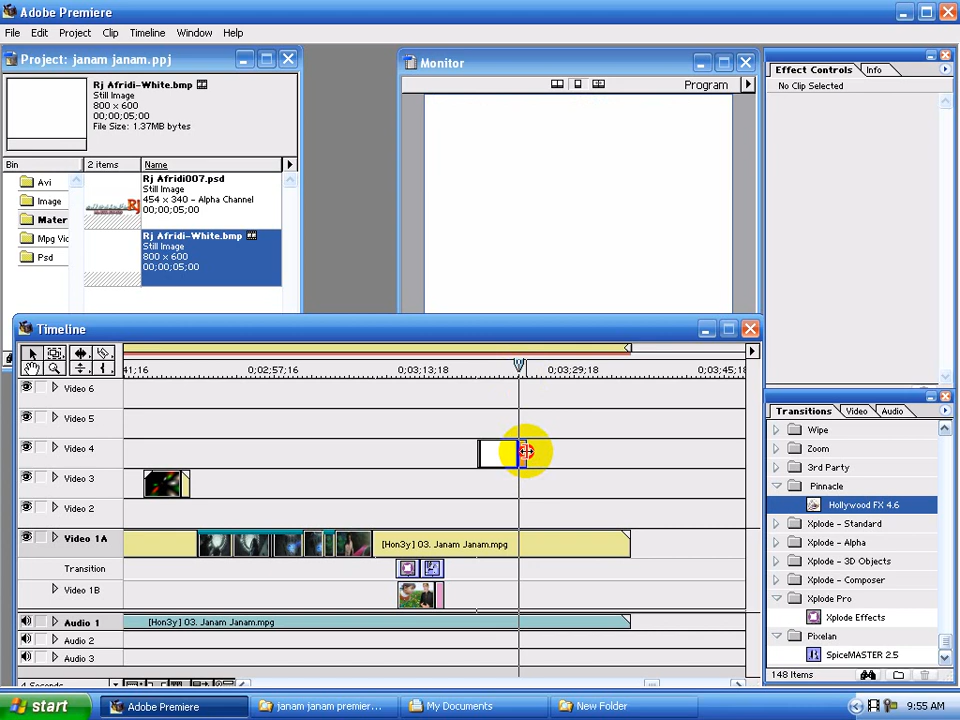 Adobe Premiere
File Edit Project Clip Timeline Window Help
Project: janam janam.ppj
Rj Afridi-White.bmp
Still Image
800 x 600
00;00;05;00
File Size: 1.37MB bytes
Bin 2 items Name
Avi
Image
Mater
Mpg Vi
Psd
Rj Afridi007.psd
Still Image
454 x 340 - Alpha Channel
00;00;05;00
Rj Afridi-White.bmp
Still Image
800 x 600
00;00;05;00
Monitor
Program
Effect Controls Info
No Clip Selected
Timeline
41;16 0;02;57;16 0;03;13;18 0;03;29;18 0;03;45;18
Video 6
Video 5
Video 4
Video 3
Video 2
Video 1A [Hon3y] 03. Janam Janam.mpg
Transition
Video 1B
Audio 1 [Hon3y] 03. Janam Janam.mpg
Audio 2
Audio 3
4 Seconds
Transitions Video Audio
Wipe
Zoom
3rd Party
Pinnacle
Hollywood FX 4.6
Xplode - Standard
Xplode - Alpha
Xplode - 3D Objects
Xplode - Composer
Xplode Pro
Xplode Effects
Pixelan
SpiceMASTER 2.5
148 Items
start Adobe Premiere janam janam premier... My Documents New Folder 9:55 AM